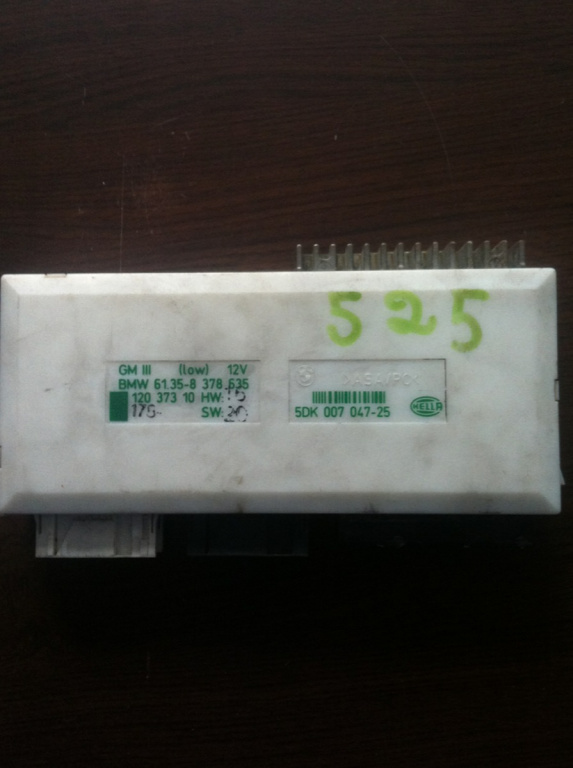 525
GM III (low) 12V
BMW 61.35-8 378 635
120 373 10 HW:
SW: 20
5DK 007 047-25
HELLA